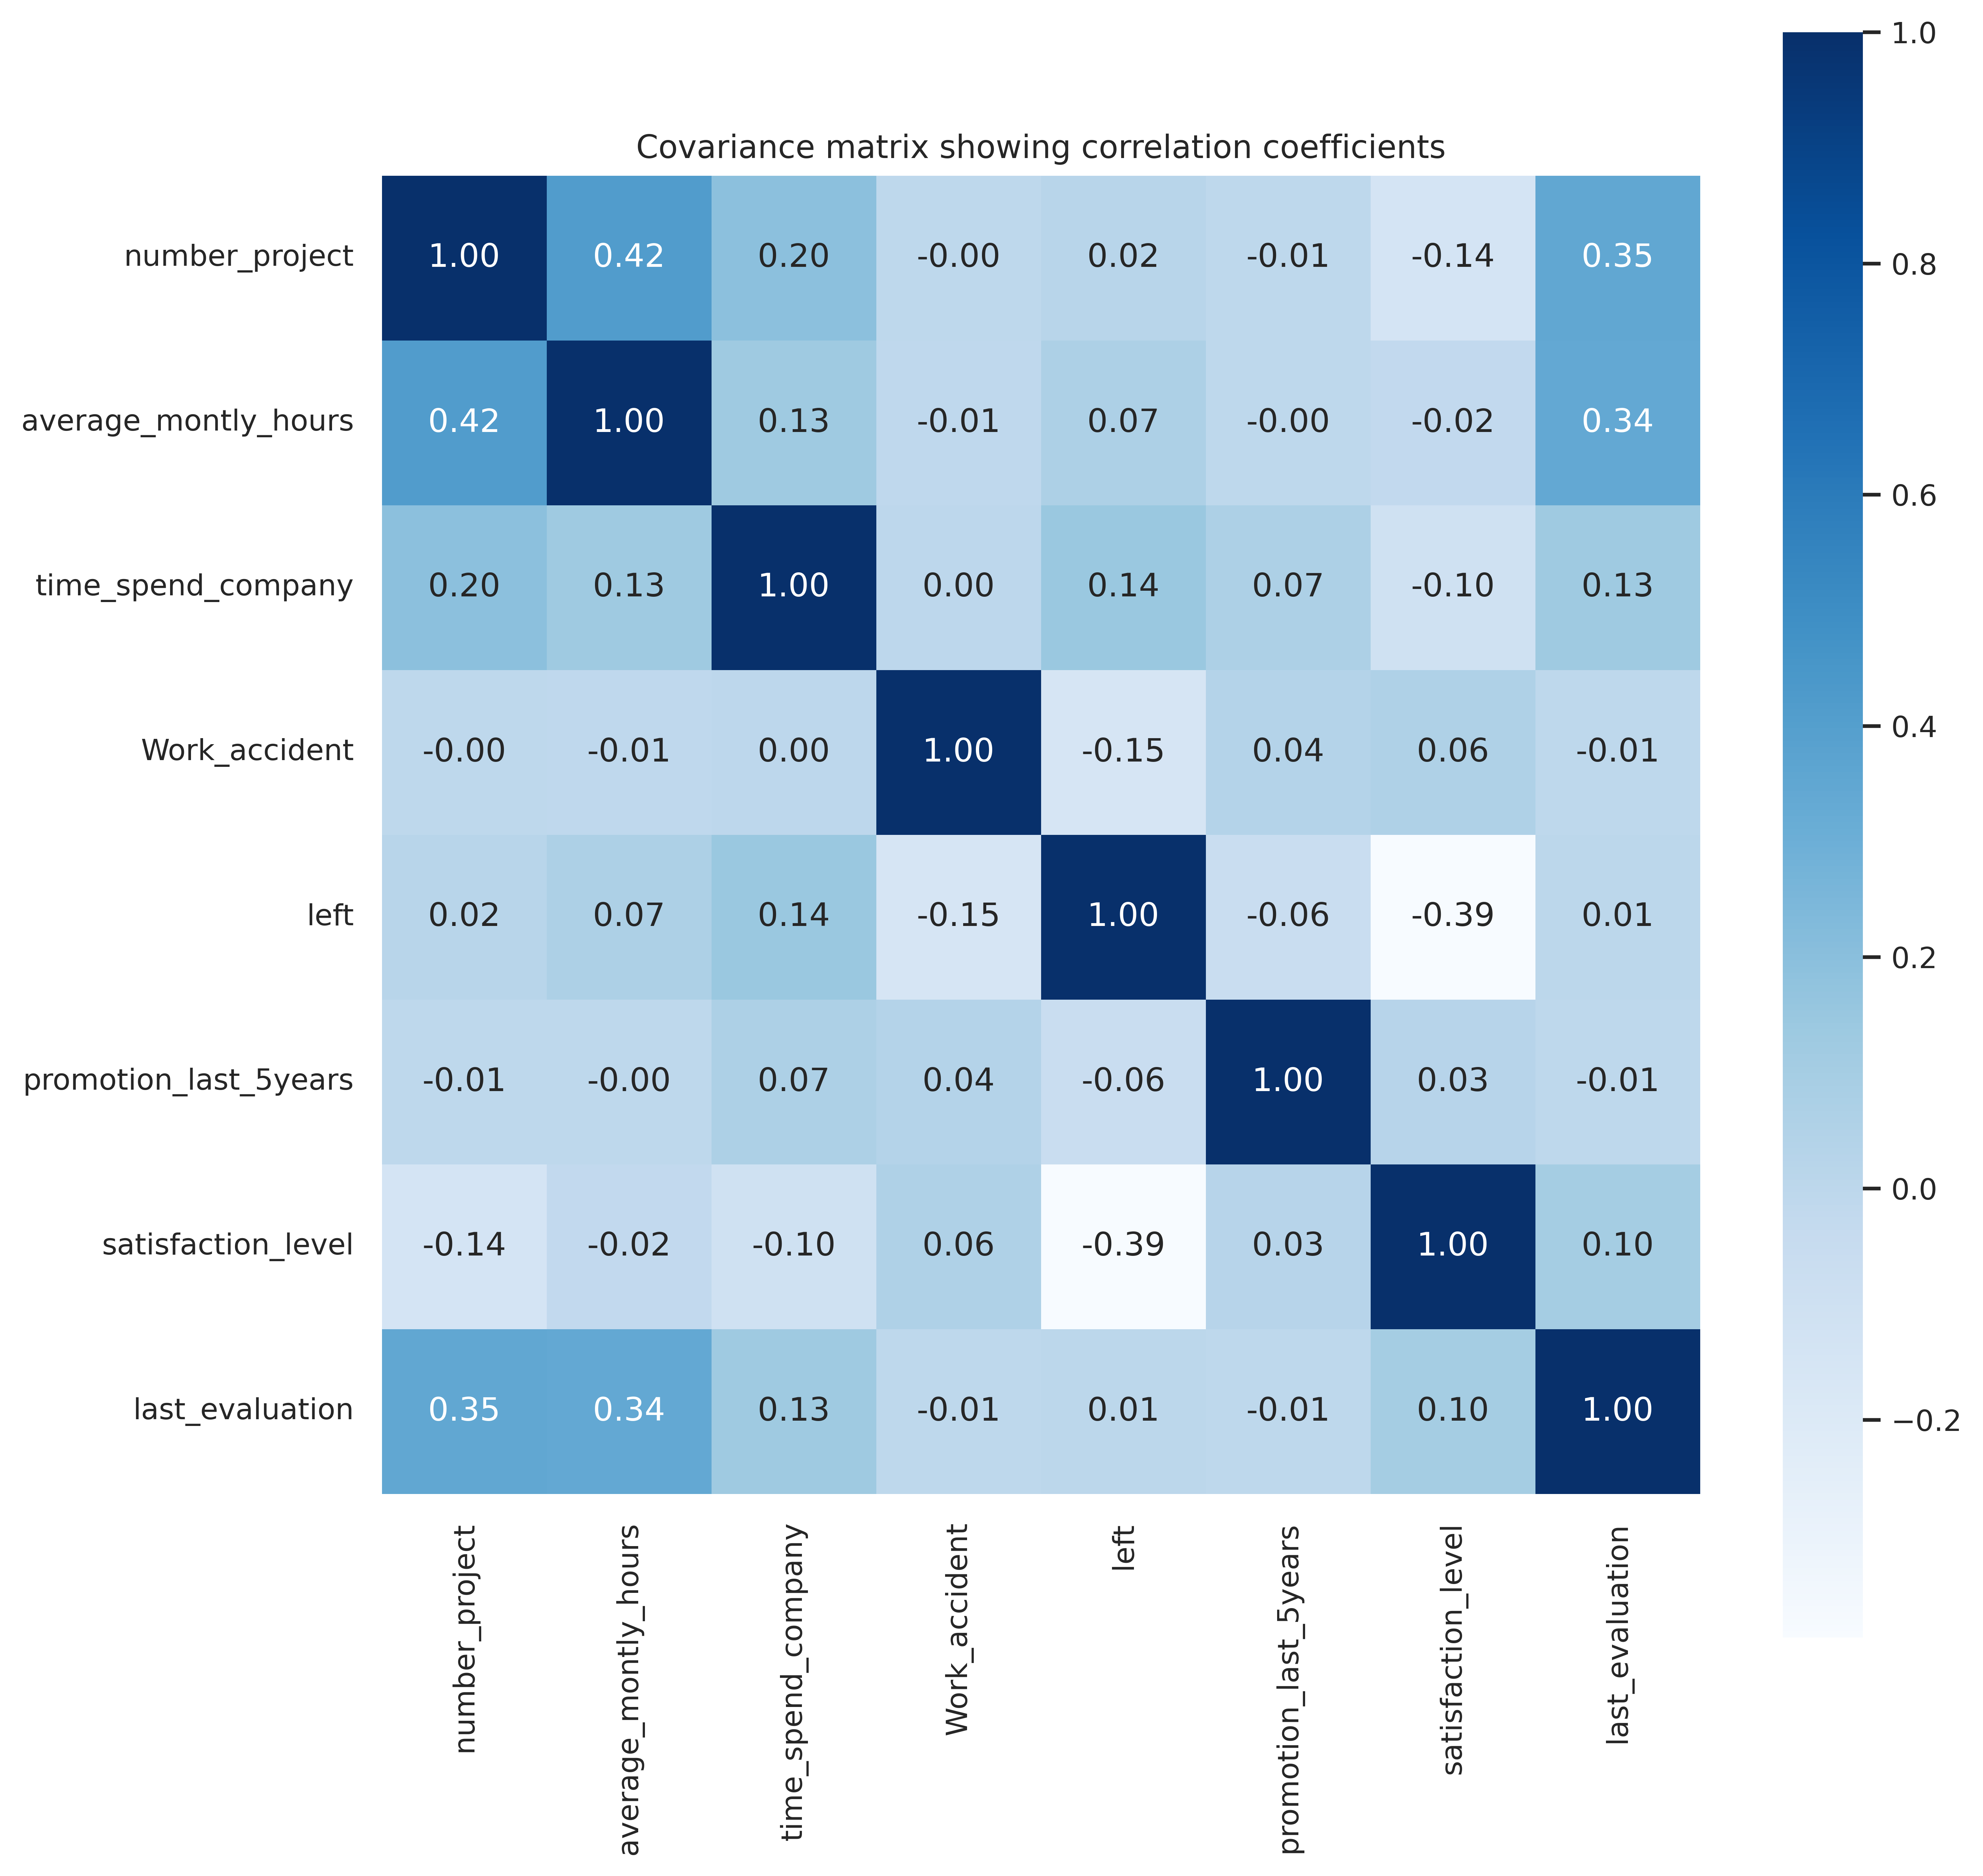 Covariance matrix showing correlation coefficients
number_project 1.00 0.42 0.20 -0.00 0.02 -0.01 -0.14 0.35
average_montly_hours 0.42 1.00 0.13 -0.01 0.07 -0.00 -0.02 0.34
time_spend_company 0.20 0.13 1.00 0.00 0.14 0.07 -0.10 0.13
Work_accident -0.00 -0.01 0.00 1.00 -0.15 0.04 0.06 -0.01
left 0.02 0.07 0.14 -0.15 1.00 -0.06 -0.39 0.01
promotion_last_5years -0.01 -0.00 0.07 0.04 -0.06 1.00 0.03 -0.01
satisfaction_level -0.14 -0.02 -0.10 0.06 -0.39 0.03 1.00 0.10
last_evaluation 0.35 0.34 0.13 -0.01 0.01 -0.01 0.10 1.00
number_project
average_montly_hours
time_spend_company
Work_accident
left
promotion_last_5years
satisfaction_level
last_evaluation
1.0
0.8
0.6
0.4
0.2
0.0
−0.2